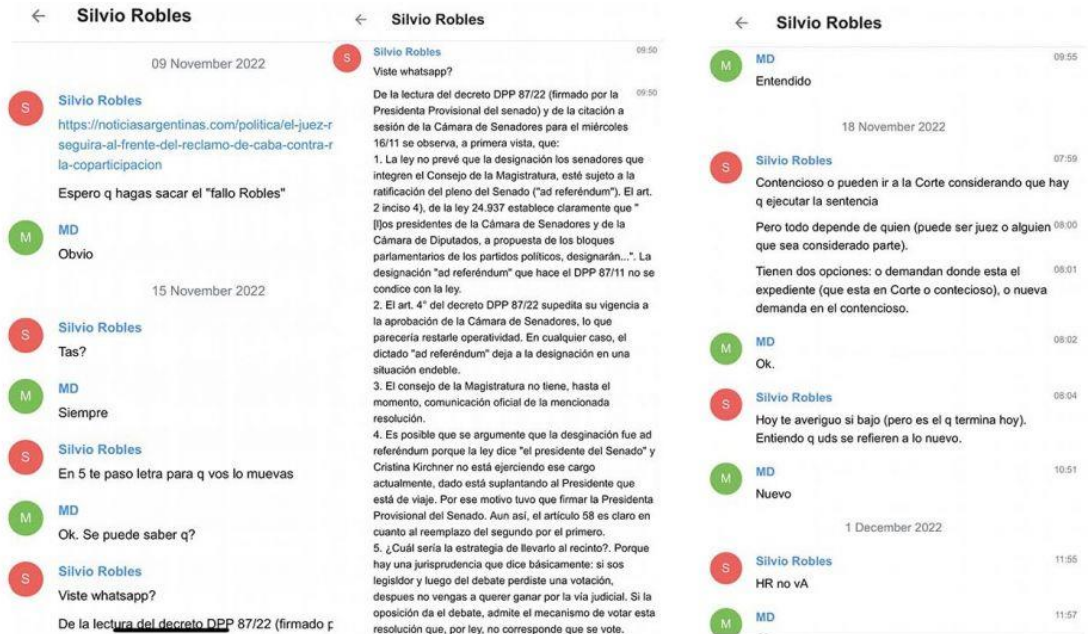 Silvio Robles
09 November 2022
S
Silvio Robles
https://noticiasargentinas.com/politica/el-juez-r
seguira-al-frente-del-reclamo-de-caba-contra-r
la-coparticipacion
Espero q hagas sacar el "fallo Robles"
M
MD
Obvio
15 November 2022
S
Silvio Robles
Tas?
M
MD
Siempre
S
Silvio Robles
En 5 te paso letra para q vos lo muevas
M
MD
Ok. Se puede saber q?
S
Silvio Robles
Viste whatsapp?
De la lectura del decreto DPP 87/22 (firmado p
Silvio Robles
S
Silvio Robles 09:50
Viste whatsapp?
De la lectura del decreto DPP 87/22 (firmado por la 09:50
Presidenta Provisional del senado) y de la citación a
sesión de la Cámara de Senadores para el miércoles
16/11 se observa, a primera vista, que:
1. La ley no prevé que la designación los senadores que
integren el Consejo de la Magistratura, esté sujeto a la
ratificación del pleno del Senado ("ad referéndum"). El art.
2 inciso 4), de la ley 24.937 establece claramente que "
[l]os presidentes de la Cámara de Senadores y de la
Cámara de Diputados, a propuesta de los bloques
parlamentarios de los partidos políticos, designarán...". La
designación "ad referéndum" que hace el DPP 87/11 no se
condice con la ley.
2. El art. 4° del decreto DPP 87/22 supedita su vigencia a
la aprobación de la Cámara de Senadores, lo que
parecería restarle operatividad. En cualquier caso, el
dictado "ad referéndum" deja a la designación en una
situación endeble.
3. El consejo de la Magistratura no tiene, hasta el
momento, comunicación oficial de la mencionada
resolución.
4. Es posible que se argumente que la desginación fue ad
referéndum porque la ley dice "el presidente del Senado" y
Cristina Kirchner no está ejerciendo ese cargo
actualmente, dado está suplantando al Presidente que
está de viaje. Por ese motivo tuvo que firmar la Presidenta
Provisional del Senado. Aun así, el artículo 58 es claro en
cuanto al reemplazo del segundo por el primero.
5. ¿Cuál sería la estrategia de llevarlo al recinto?. Porque
hay una jurisprudencia que dice básicamente: si sos
legisldor y luego del debate perdiste una votación,
despues no vengas a querer ganar por la vía judicial. Si la
oposición da el debate, admite el mecanismo de votar esta
resolución que, por ley, no corresponde que se vote.
Silvio Robles
M
MD 09:55
Entendido
18 November 2022
S
Silvio Robles 07:59
Contencioso o pueden ir a la Corte considerando que hay
q ejecutar la sentencia
Pero todo depende de quien (puede ser juez o alguien 08:00
que sea considerado parte).
Tienen dos opciones: o demandan donde esta el 08:01
expediente (que esta en Corte o contecioso), o nueva
demanda en el contencioso.
M
MD 08:02
Ok.
S
Silvio Robles 08:04
Hoy te averiguo si bajo (pero es el q termina hoy).
Entiendo q uds se refieren a lo nuevo.
M
MD 10:51
Nuevo
1 December 2022
S
Silvio Robles 11:55
HR no vA
M
MD 11:57